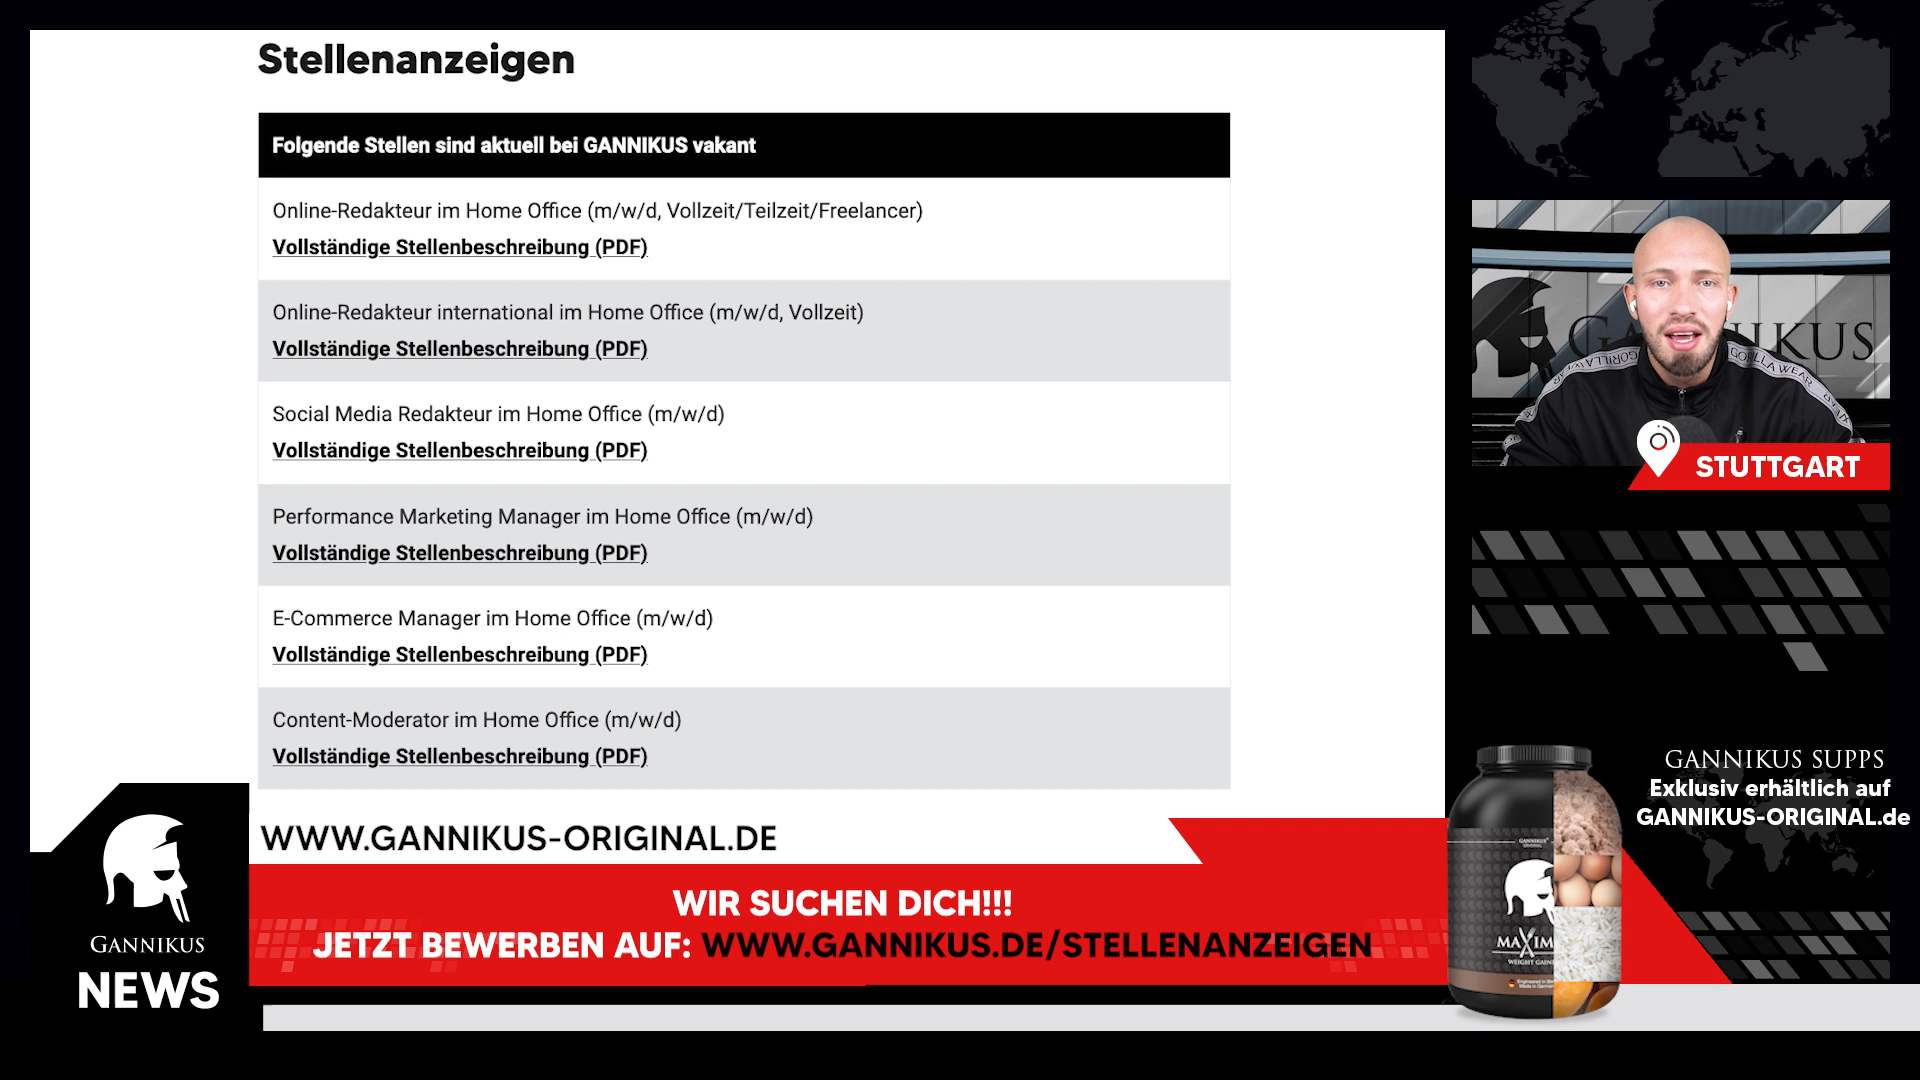 Stellenanzeigen
Folgende Stellen sind aktuell bei GANNIKUS vakant
Online-Redakteur im Home Office (m/w/d, Vollzeit/Teilzeit/Freelancer)
Vollständige Stellenbeschreibung (PDF)
Online-Redakteur international im Home Office (m/w/d, Vollzeit)
Vollständige Stellenbeschreibung (PDF)
Social Media Redakteur im Home Office (m/w/d)
Vollständige Stellenbeschreibung (PDF)
Performance Marketing Manager im Home Office (m/w/d)
Vollständige Stellenbeschreibung (PDF)
E-Commerce Manager im Home Office (m/w/d)
Vollständige Stellenbeschreibung (PDF)
Content-Moderator im Home Office (m/w/d)
Vollständige Stellenbeschreibung (PDF)
GORILLA WEAR
STUTTGART
GANNIKUS SUPPS
Exklusiv erhältlich auf
GANNIKUS-ORIGINAL.de
WWW.GANNIKUS-ORIGINAL.DE
WIR SUCHEN DICH!!!
JETZT BEWERBEN AUF: WWW.GANNIKUS.DE/STELLENANZEIGEN
GANNIKUS
NEWS